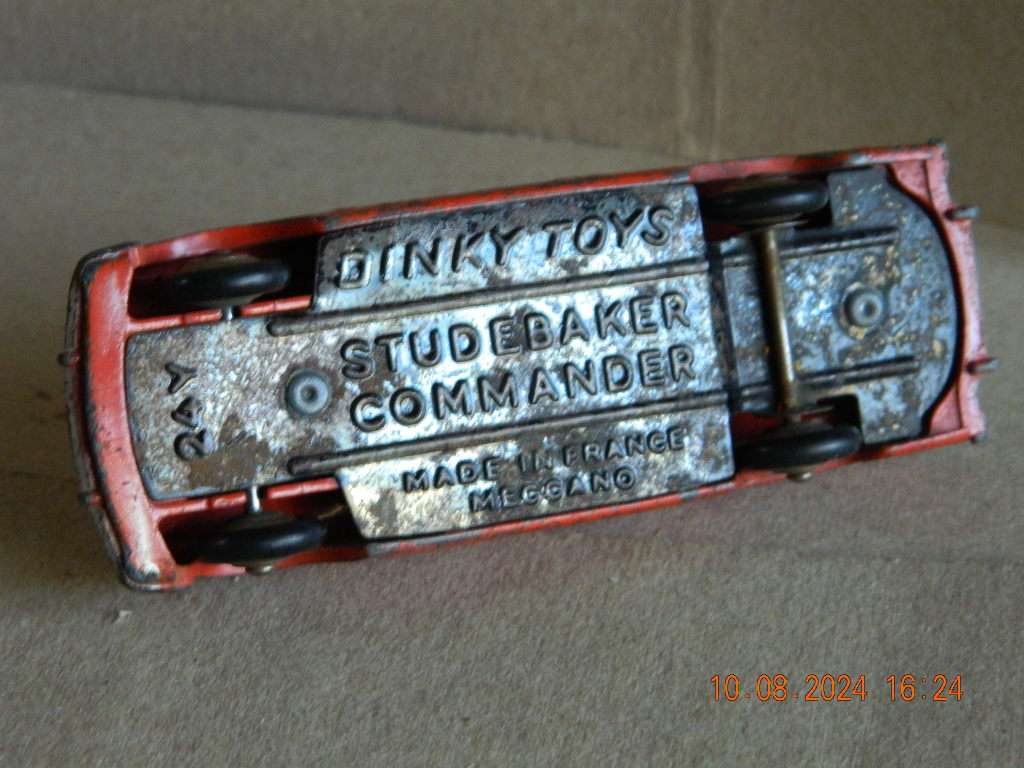 DINKY TOYS
STUDEBAKER
COMMANDER
MADE IN FRANCE
MECCANO
24Y
10.08.2024 16:24